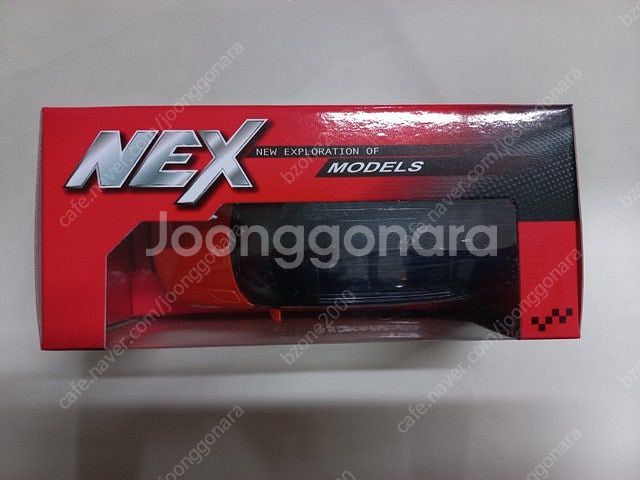 NEX
NEW EXPLORATION OF
MODELS
Joonggonara
cafe.naver.com/joonggonara
bzone2000